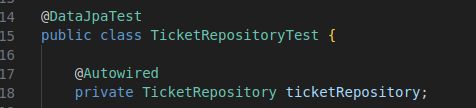 14 @DataJpaTest
15 public class TicketRepositoryTest {
16
17 @Autowired
18 private TicketRepository ticketRepository;